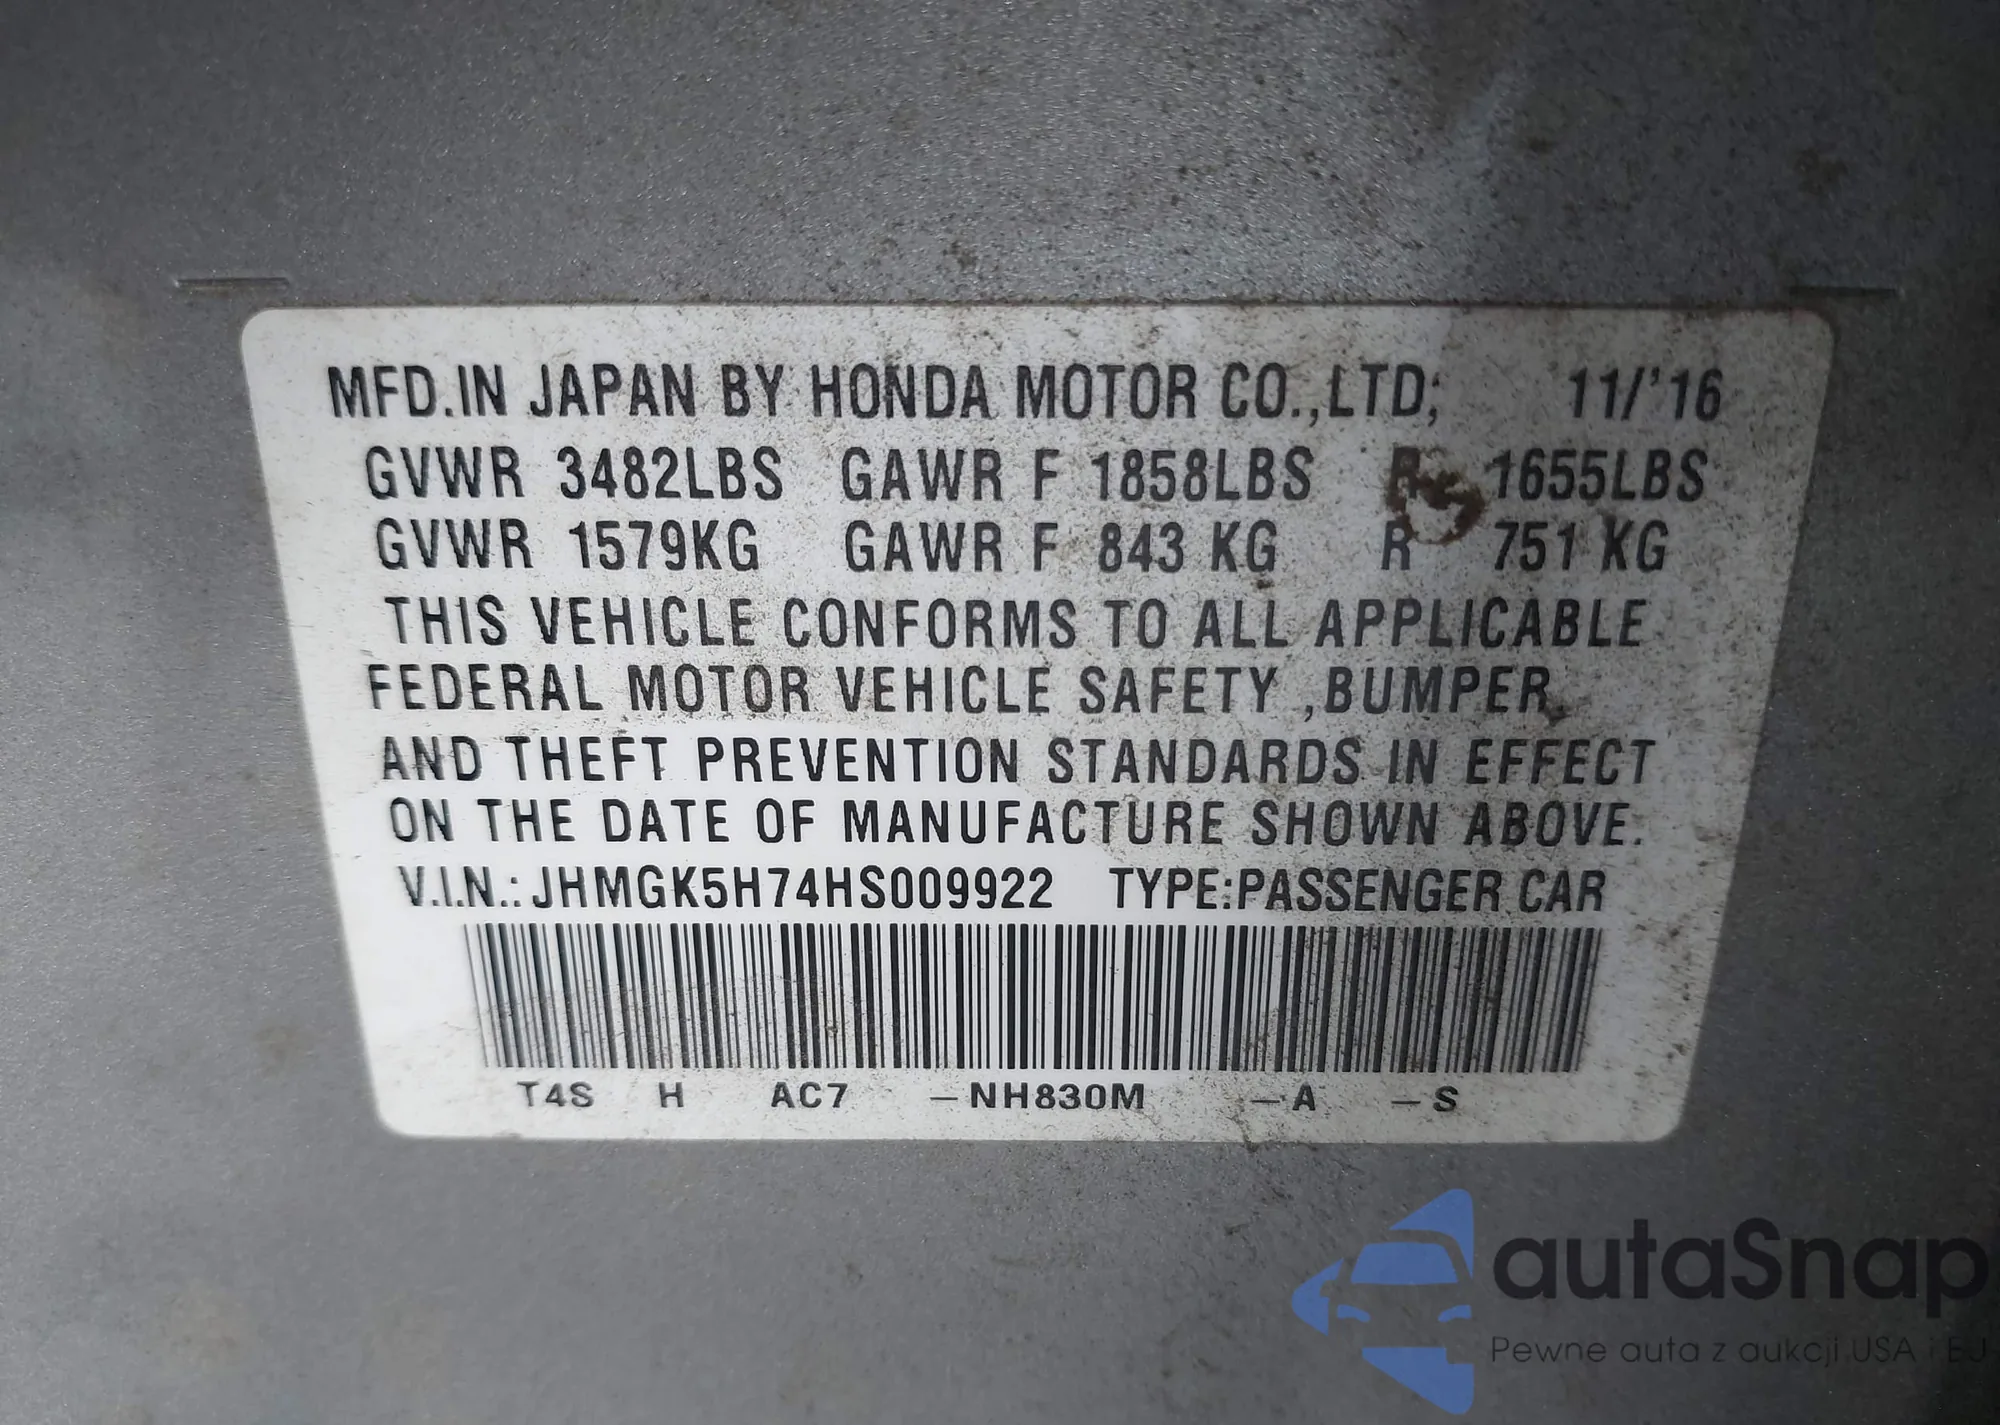 MFD.IN JAPAN BY HONDA MOTOR CO.,LTD; 11/'16
GVWR 3482LBS GAWR F 1858LBS R 1655LBS
GVWR 1579KG GAWR F 843 KG R 751 KG
THIS VEHICLE CONFORMS TO ALL APPLICABLE
FEDERAL MOTOR VEHICLE SAFETY ,BUMPER,
AND THEFT PREVENTION STANDARDS IN EFFECT
ON THE DATE OF MANUFACTURE SHOWN ABOVE.
V.I.N.: JHMGK5H74HS009922 TYPE:PASSENGER CAR
T4S H AC7 –NH830M –A –S
autaSnap
Pewne auta z aukcji USA i EU